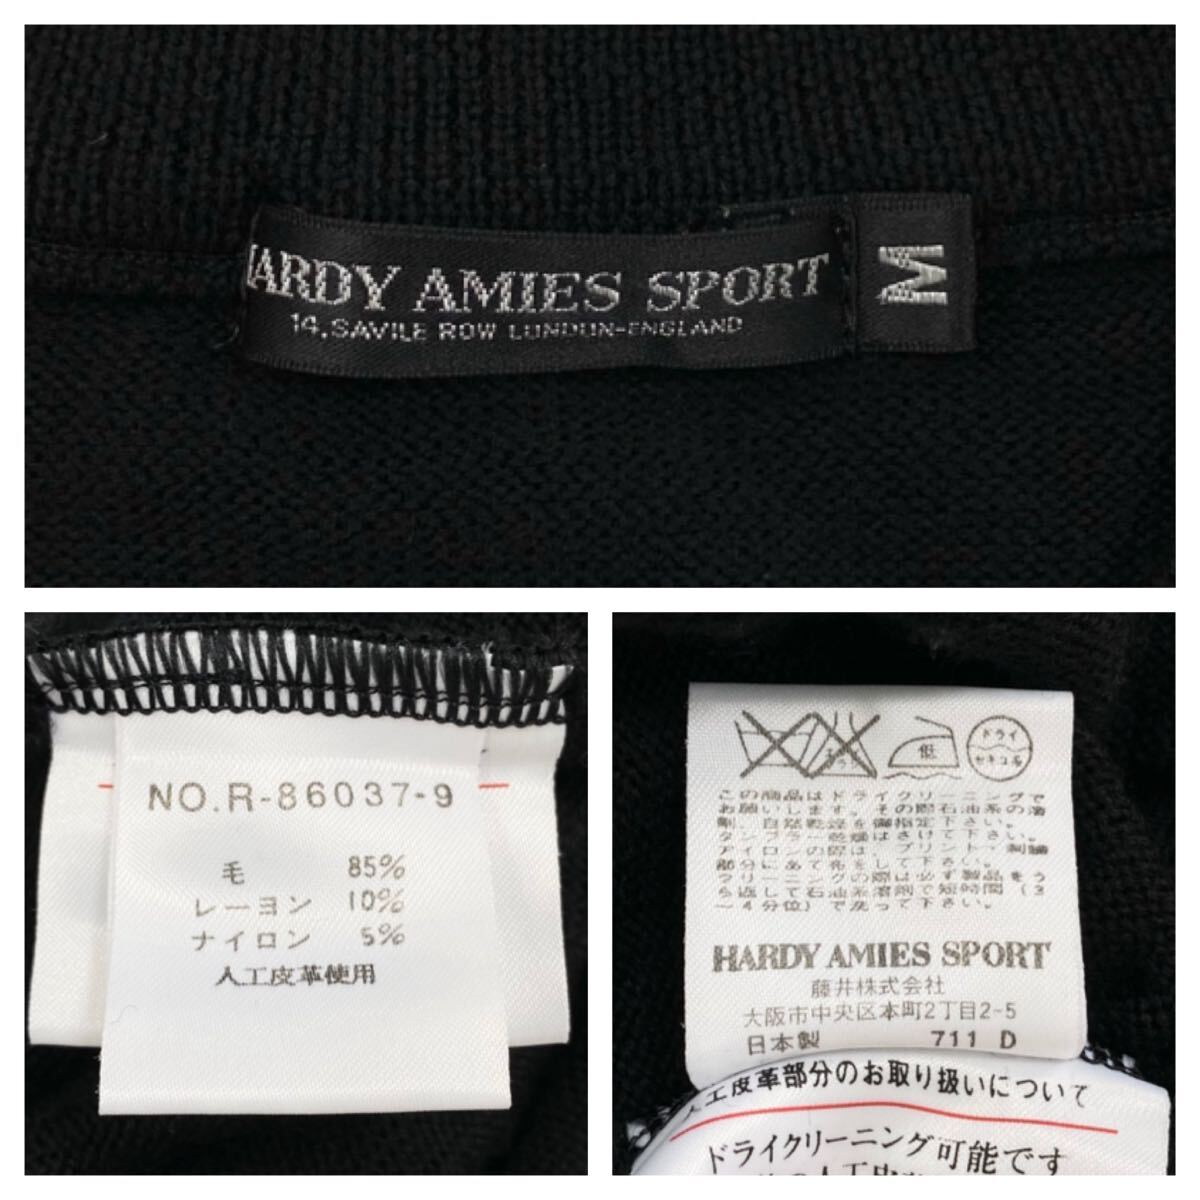 HARDY AMIES SPORT
14, SAVILE ROW LONDON-ENGLAND
M
NO.R-86037-9
毛 85%
レーヨン 10%
ナイロン 5%
人工皮革使用
低
ドライ
セキユ系
この商品はドライクリーニングで
お願いします。その際石油系の溶
剤、自然乾燥を御指定下さい。
タンブラー乾燥はさけて下さい。
アイロンの際は、プリント・刺繍
部分にあて布をして下さい。
クリーニングの際は必ず製品をう
ら返して石油系溶剤で短時間(3
〜4分位)で洗って下さい。
HARDY AMIES SPORT
藤井株式会社
大阪市中央区本町2丁目2-5
日本製 711 D
人工皮革部分のお取り扱いについて
ドライクリーニング可能です